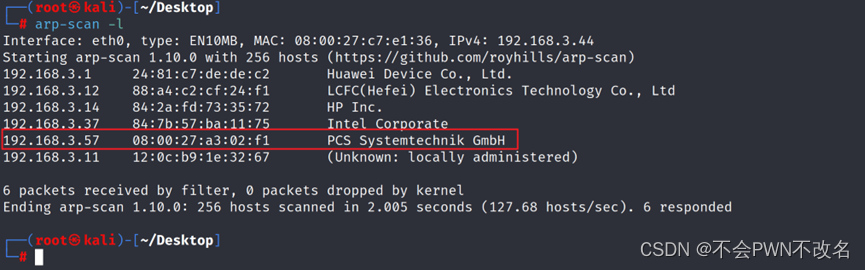 ┌──(root㉿kali)-[~/Desktop]
└─# arp-scan -l
Interface: eth0, type: EN10MB, MAC: 08:00:27:c7:e1:36, IPv4: 192.168.3.44
Starting arp-scan 1.10.0 with 256 hosts (https://github.com/royhills/arp-scan)
192.168.3.1 24:81:c7:de:de:c2 Huawei Device Co., Ltd.
192.168.3.12 88:a4:c2:cf:24:f1 LCFC(Hefei) Electronics Technology Co., Ltd
192.168.3.14 84:2a:fd:73:35:72 HP Inc.
192.168.3.37 84:7b:57:ba:11:75 Intel Corporate
192.168.3.57 08:00:27:a3:02:f1 PCS Systemtechnik GmbH
192.168.3.11 12:0c:b9:1e:32:67 (Unknown: locally administered)
6 packets received by filter, 0 packets dropped by kernel
Ending arp-scan 1.10.0: 256 hosts scanned in 2.005 seconds (127.68 hosts/sec). 6 responded
┌──(root㉿kali)-[~/Desktop]
└─#
CSDN @不会PWN不改名